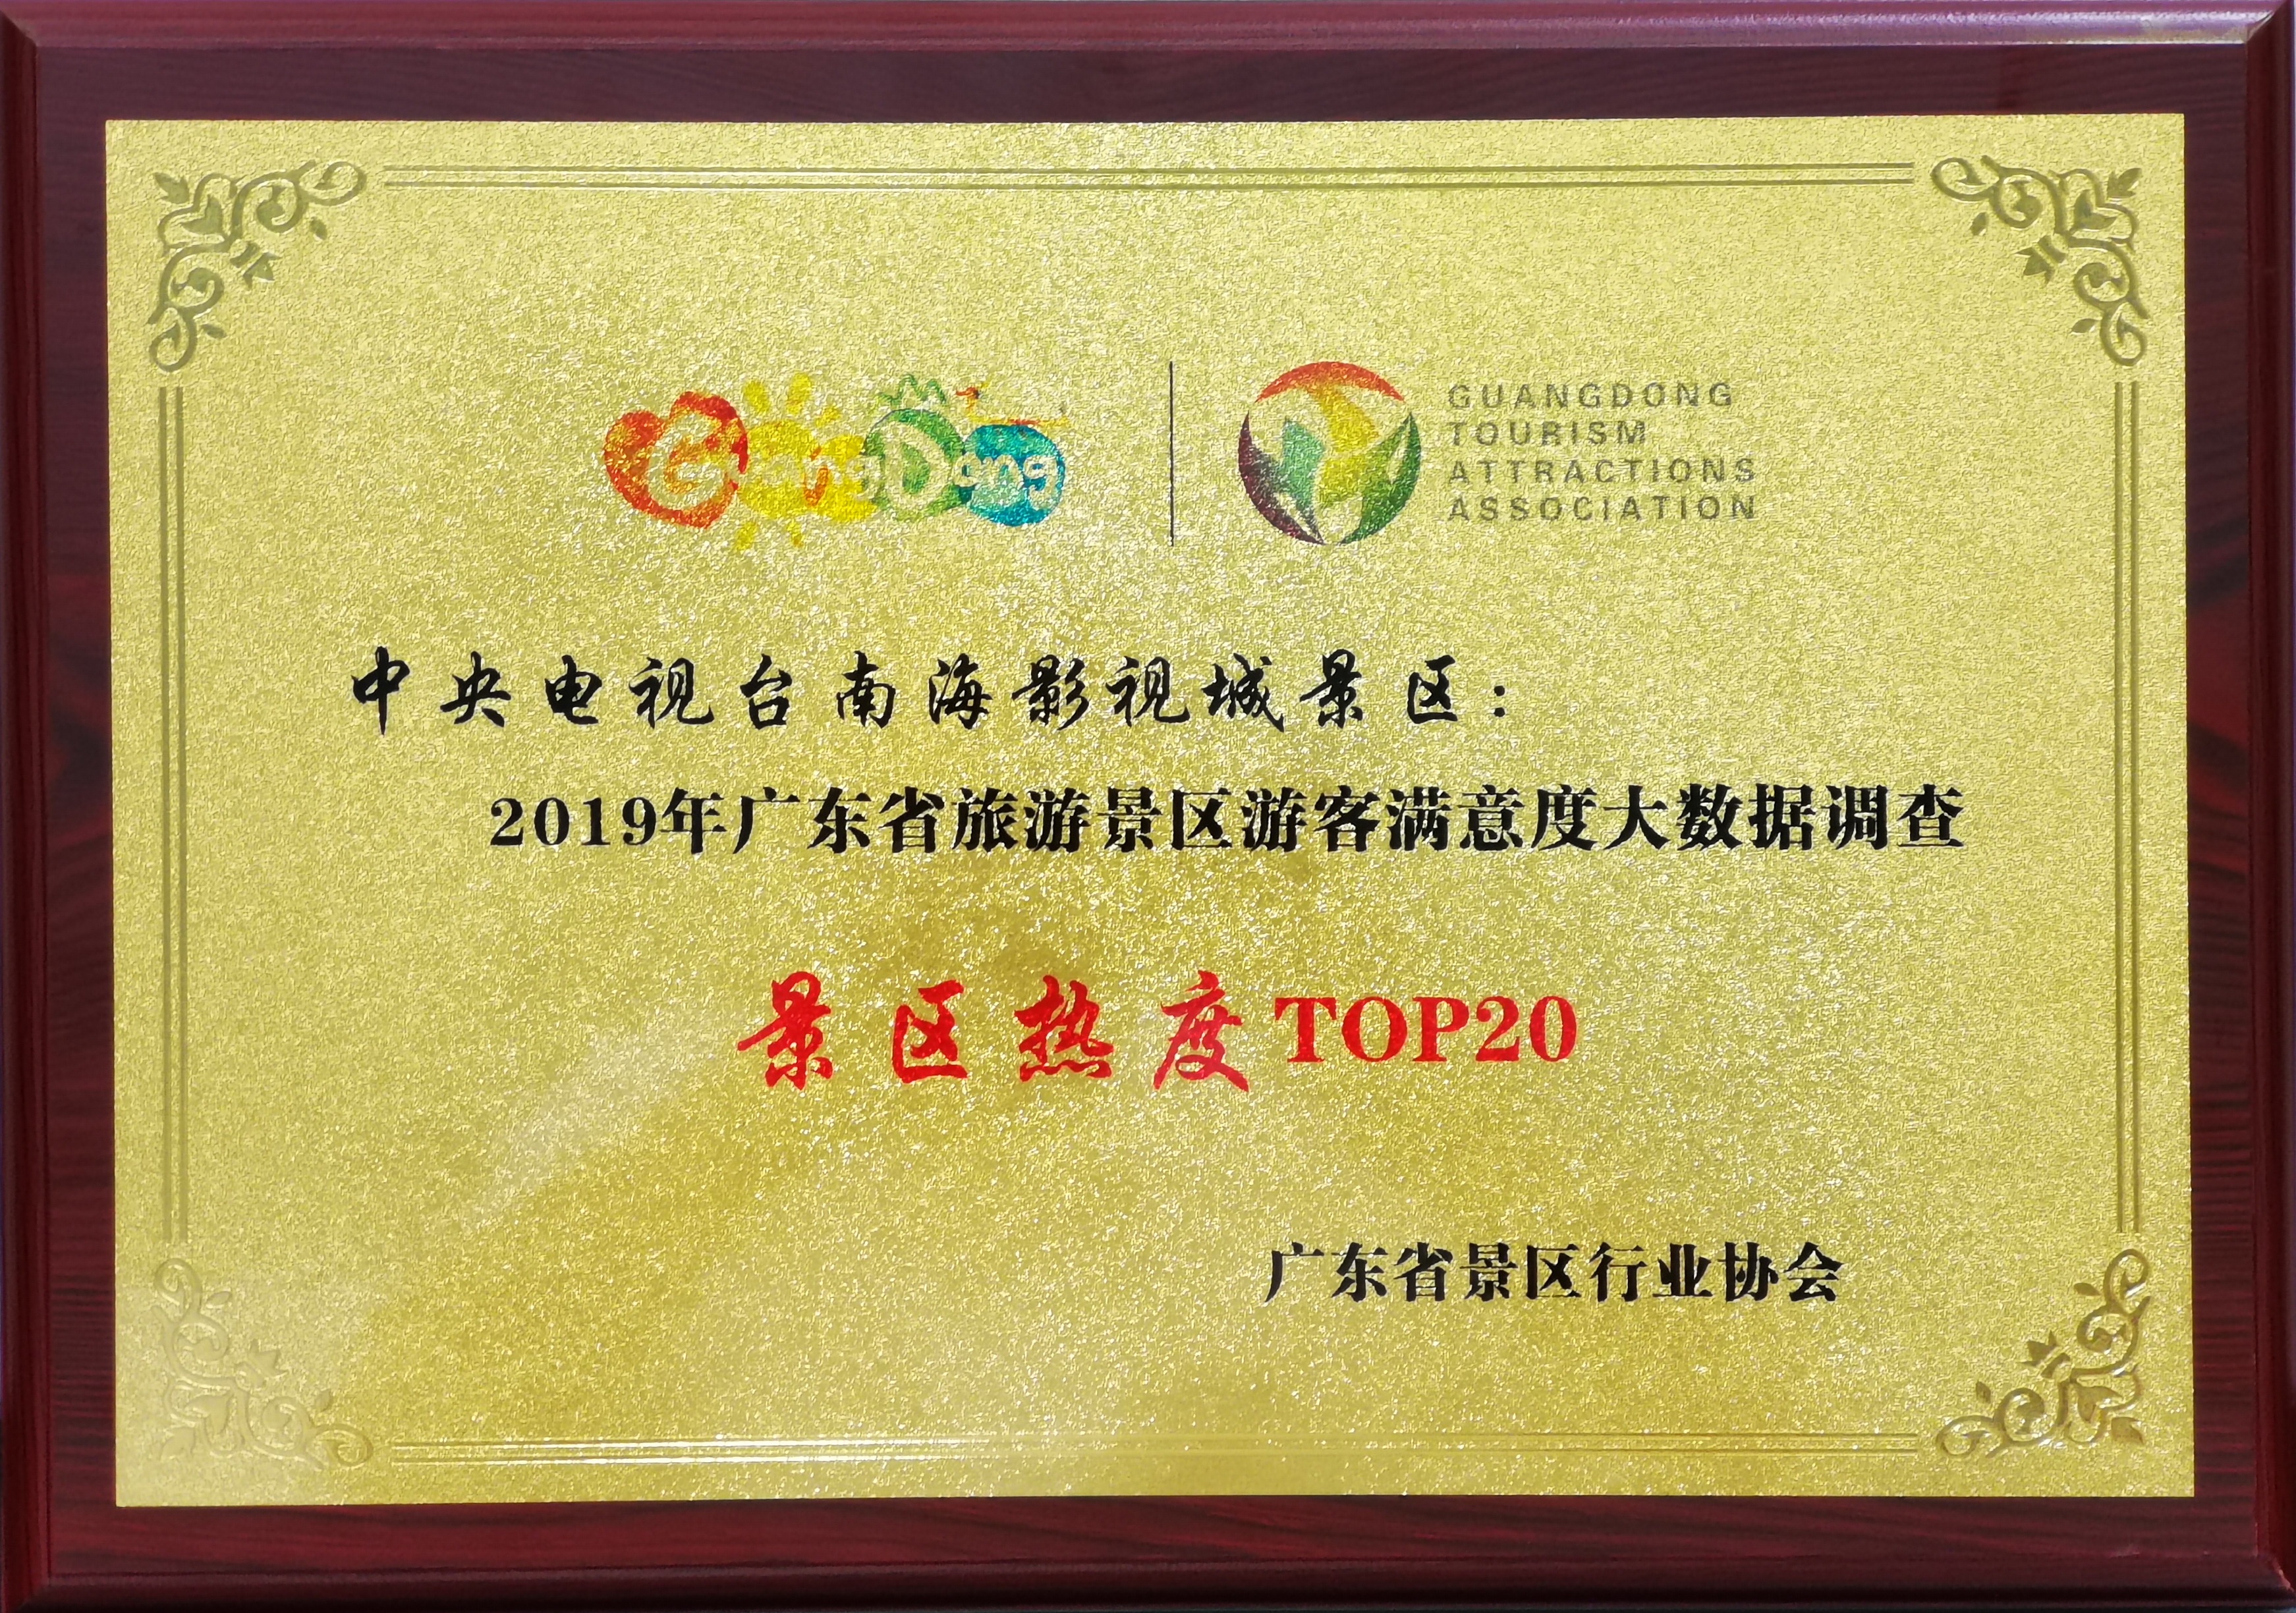 GuangDong
GUANGDONG
TOURISM
ATTRACTIONS
ASSOCIATION
中央电视台南海影视城景区:
2019年广东省旅游景区游客满意度大数据调查
景区热度TOP20
广东省景区行业协会